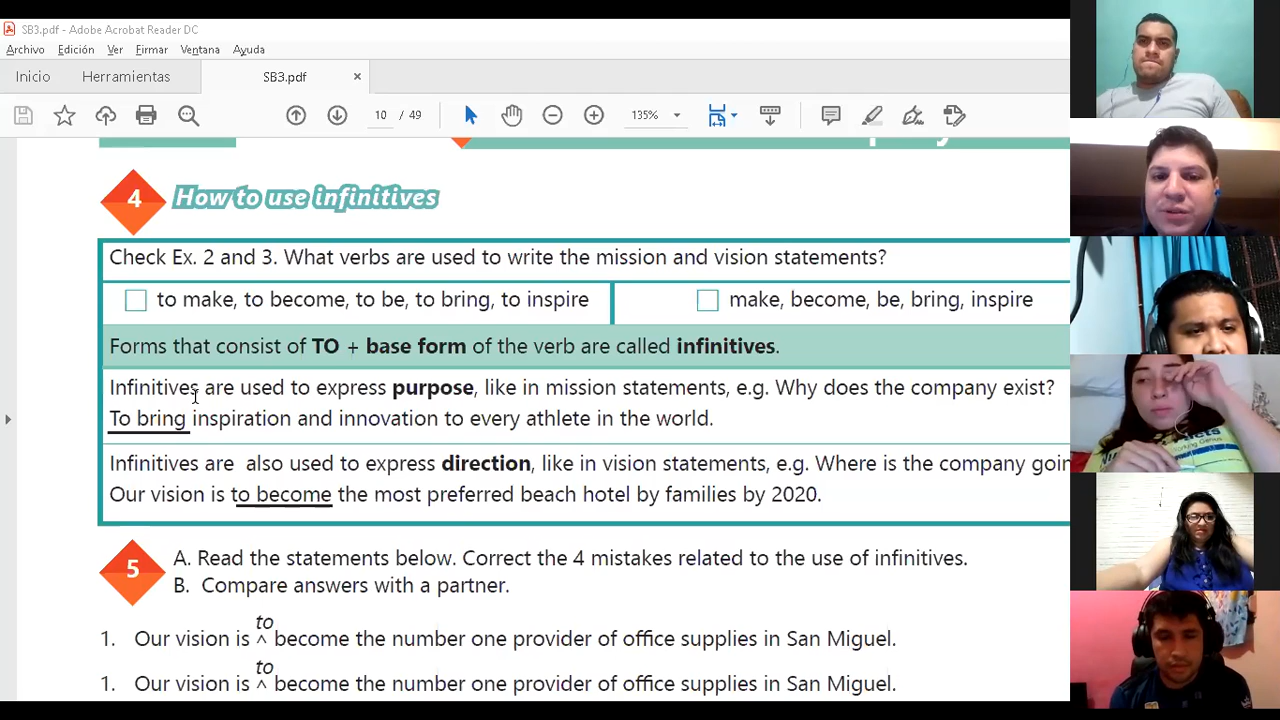 SB3.pdf - Adobe Acrobat Reader DC
Archivo Edición Ver Firmar Ventana Ayuda
Inicio Herramientas SB3.pdf ×
10 / 49 135%
4 How to use infinitives
Check Ex. 2 and 3. What verbs are used to write the mission and vision statements?
to make, to become, to be, to bring, to inspire make, become, be, bring, inspire
Forms that consist of TO + base form of the verb are called infinitives.
Infinitives are used to express purpose, like in mission statements, e.g. Why does the company exist?
To bring inspiration and innovation to every athlete in the world.
Infinitives are also used to express direction, like in vision statements, e.g. Where is the company goin
Our vision is to become the most preferred beach hotel by families by 2020.
5 A. Read the statements below. Correct the 4 mistakes related to the use of infinitives.
B. Compare answers with a partner.
to
1. Our vision is ^ become the number one provider of office supplies in San Miguel.
to
1. Our vision is ^ become the number one provider of office supplies in San Miguel.